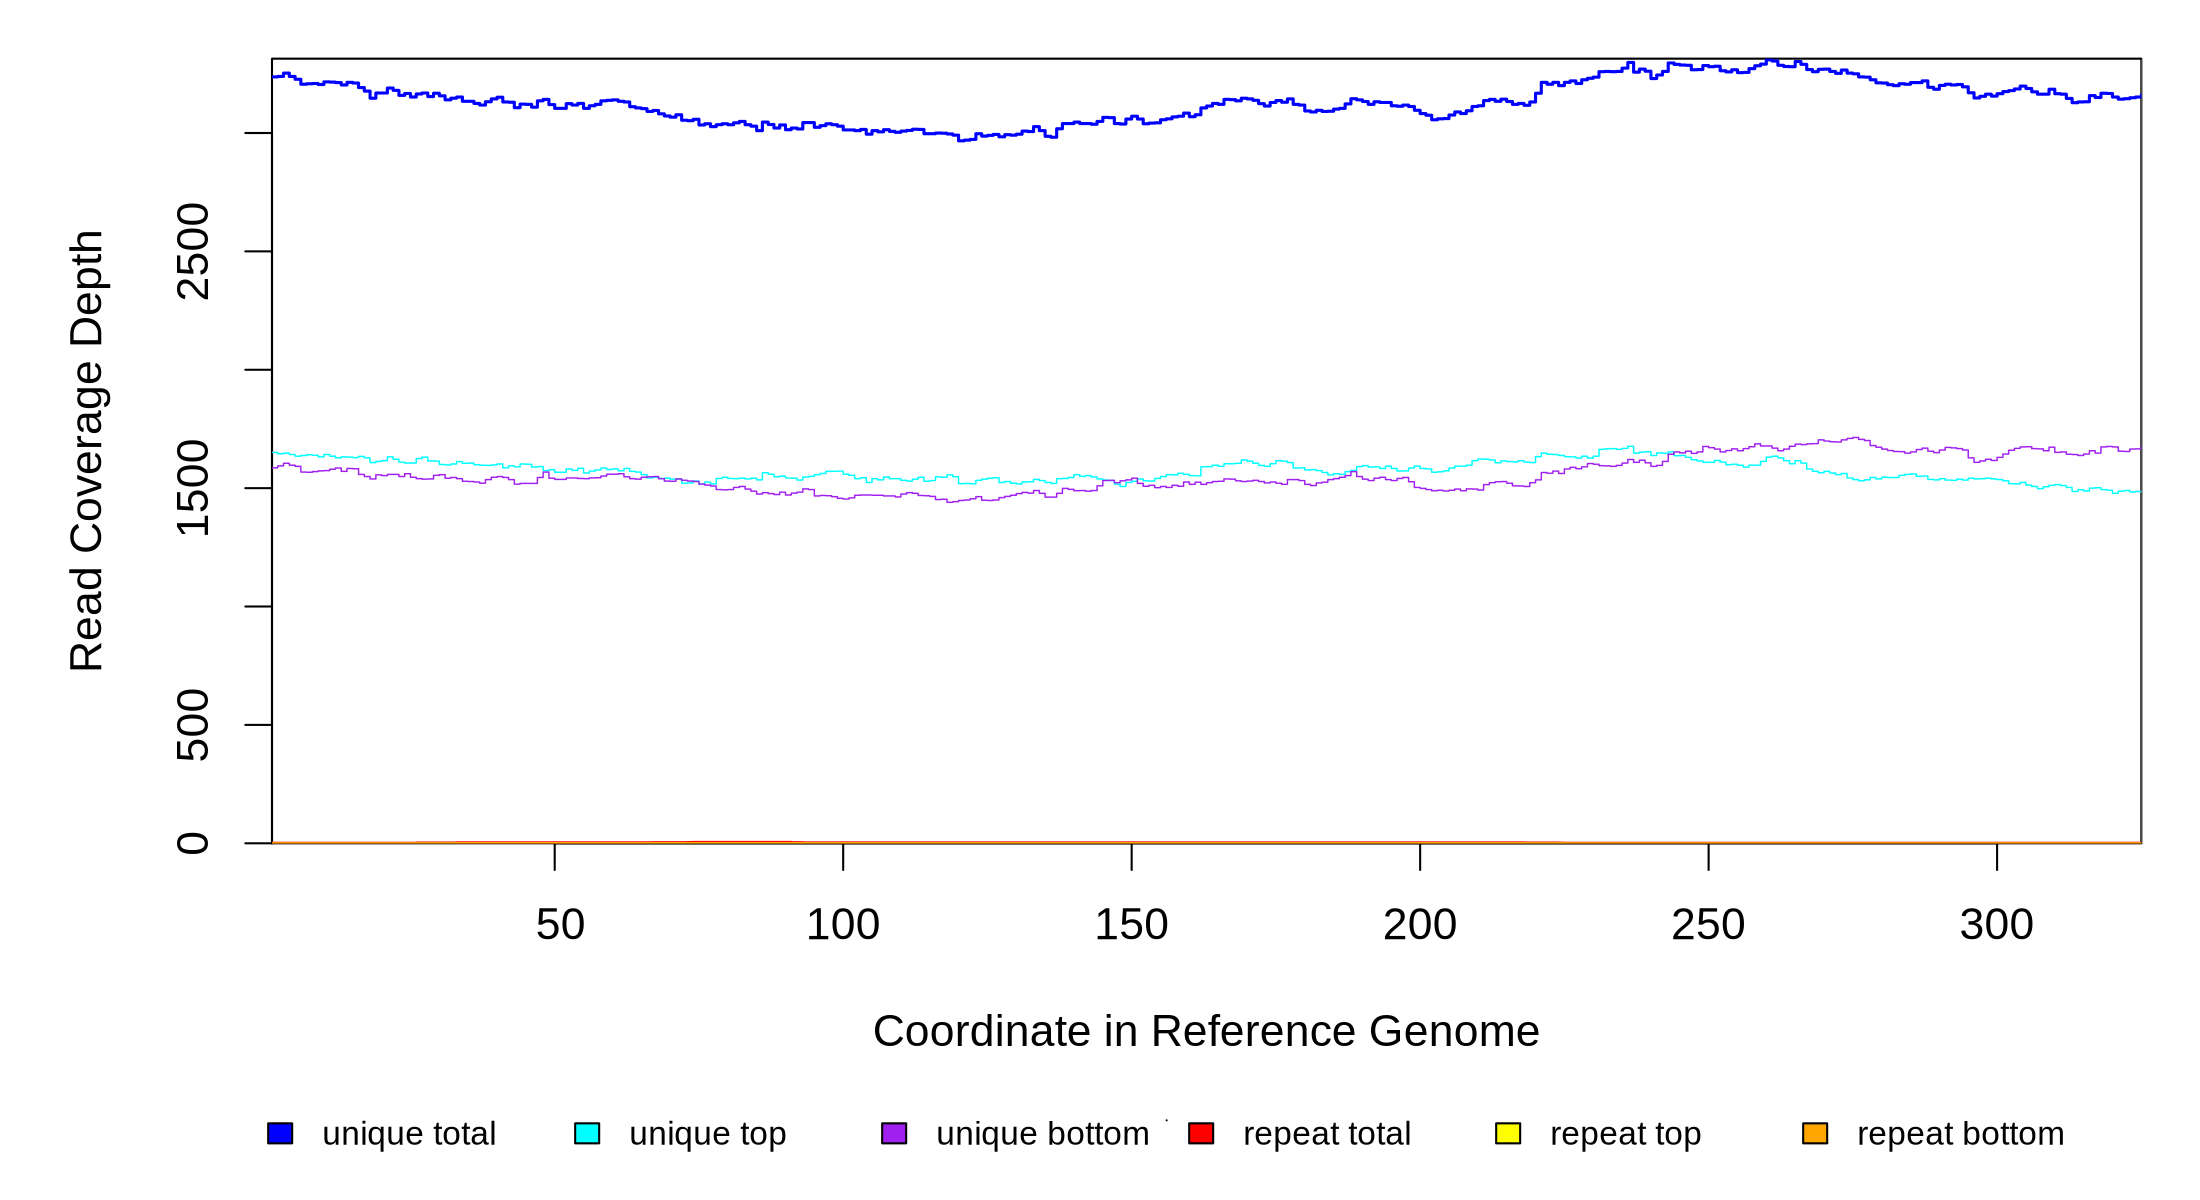 Read Coverage Depth
2500
1500
500
0
50 100 150 200 250 300
Coordinate in Reference Genome
unique total unique top unique bottom repeat total repeat top repeat bottom